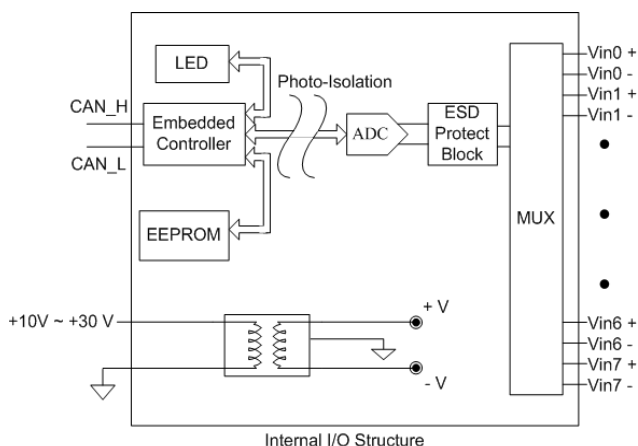 LED
Photo-Isolation
CAN_H
CAN_L
Embedded
Controller
ADC
ESD
Protect
Block
MUX
Vin0 +
Vin0 -
Vin1 +
Vin1 -
EEPROM
+10V ~ +30 V
+ V
- V
Vin6 +
Vin6 -
Vin7 +
Vin7 -
Internal I/O Structure